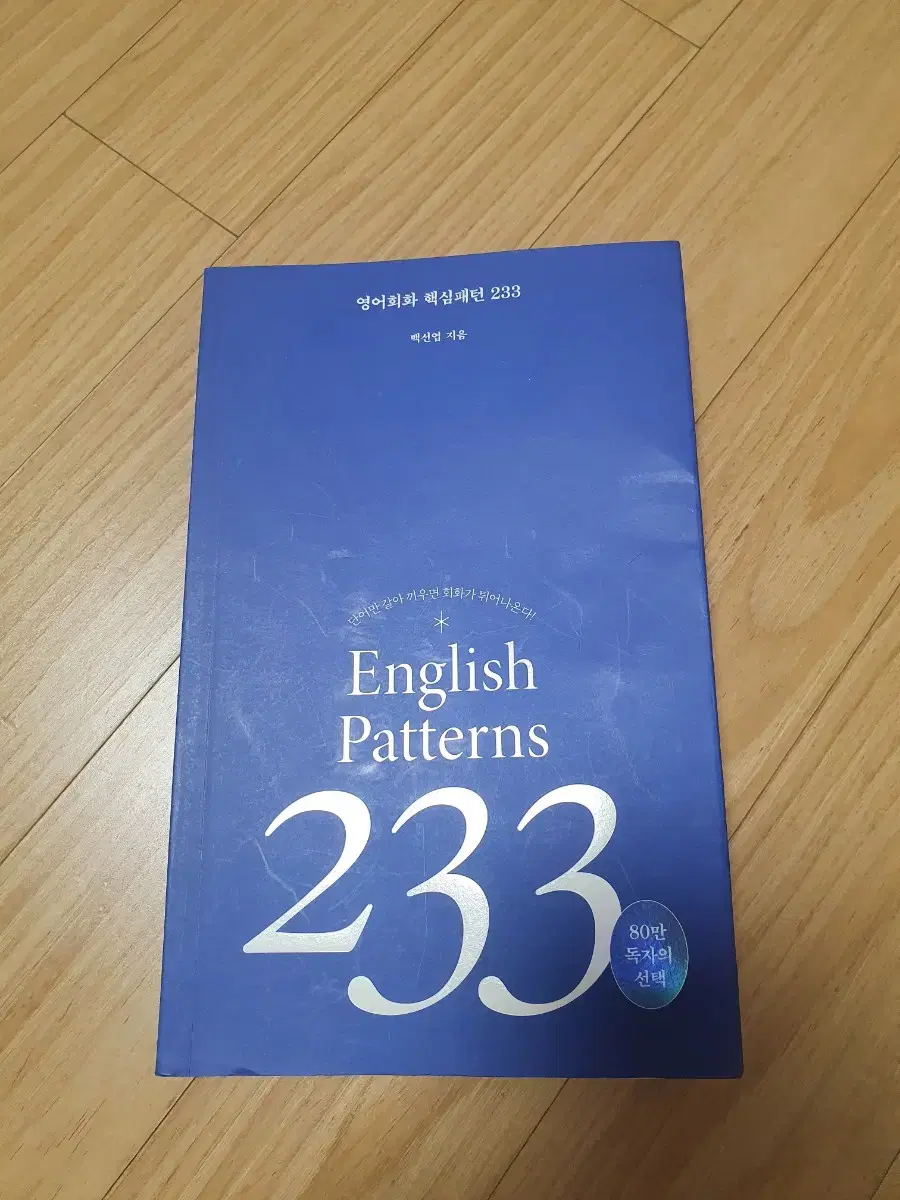 영어회화 핵심패턴 233
백선엽 지음
단어만 갈아 끼우면 회화가 튀어나온다!
English
Patterns
233
80만
독자의
선택